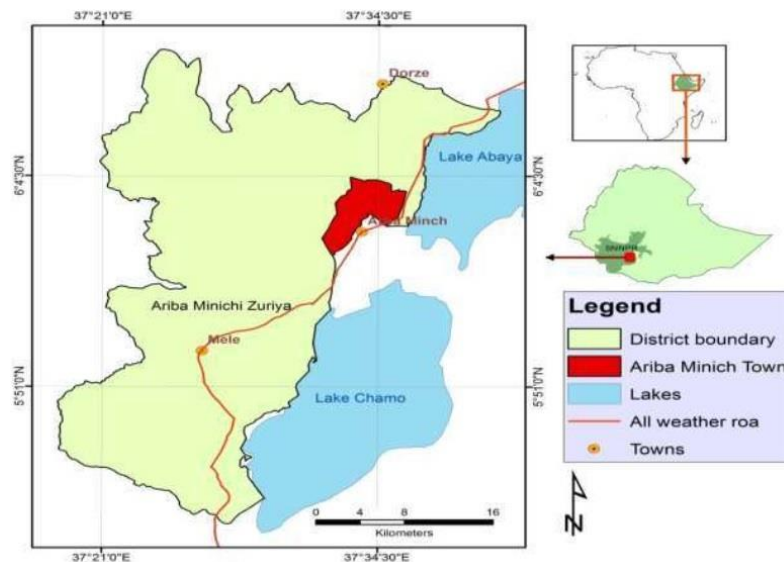 37°21'0"E
37°34'30"E
Dorze
Lake Abaya
6°4'30"N
6°4'30"N
Arba Minch
SNNPR
Ariba Minichi Zuriya
Mele
Lake Chamo
5°51'0"N
5°51'0"N
0 4 8 16
Kilometers
37°21'0"E
37°34'30"E
Legend
District boundary
Ariba Minich Town
Lakes
All weather roa
Towns
N